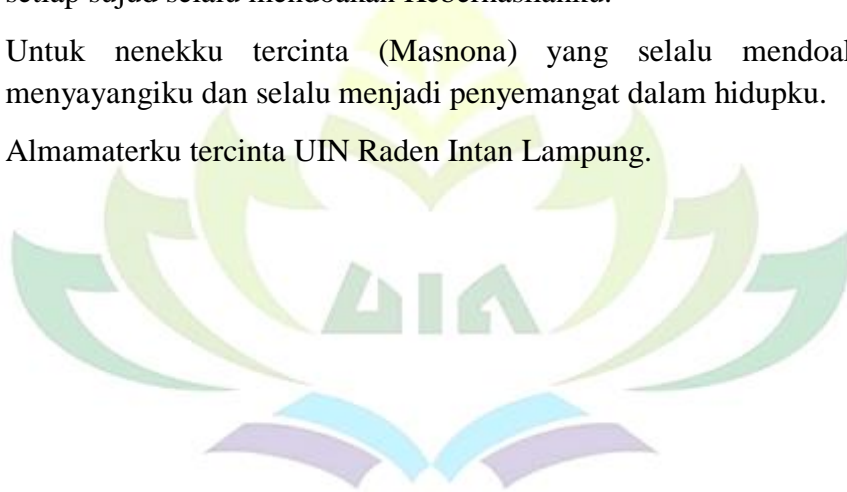 Untuk nenekku tercinta (Masnona) yang selalu
menyayangiku dan selalu menjadi penyemangat dalam hidupku.
Almamaterku tercinta UIN Raden Intan Lampung.
UIN